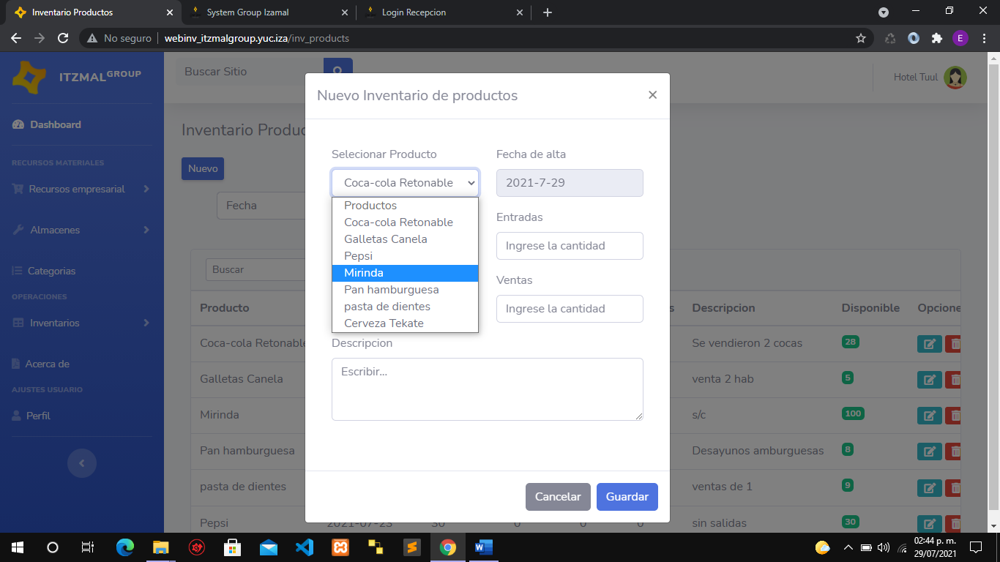 Inventario Productos
System Group Izamal
Login Recepcion
No seguro
webinv_itzmalgroup.yuc.iza/inv_products
E
ITZMALGROUP
Buscar Sitio
Hotel Tuul
Dashboard
RECURSOS MATERIALES
Recursos empresarial
Almacenes
Categorias
OPERACIONES
Inventarios
Acerca de
AJUSTES USUARIO
Perfil
Inventario Produc
Nuevo
Fecha
Buscar
Nuevo Inventario de productos
×
Selecionar Producto
Fecha de alta
Coca-cola Retonable
2021-7-29
Productos
Coca-cola Retonable
Galletas Canela
Pepsi
Mirinda
Pan hamburguesa
pasta de dientes
Cerveza Tekate
Entradas
Ingrese la cantidad
Ventas
Ingrese la cantidad
Descripcion
Escribir...
Cancelar
Guardar
Producto
s
Descripcion
Disponible
Opcione
Coca-cola Retonable
Se vendieron 2 cocas
28
Galletas Canela
venta 2 hab
5
Mirinda
s/c
100
Pan hamburguesa
Desayunos amburguesas
8
pasta de dientes
ventas de 1
9
Pepsi
2021-07-23
30
0
0
0
sin salidas
30
02:44 p. m.
29/07/2021